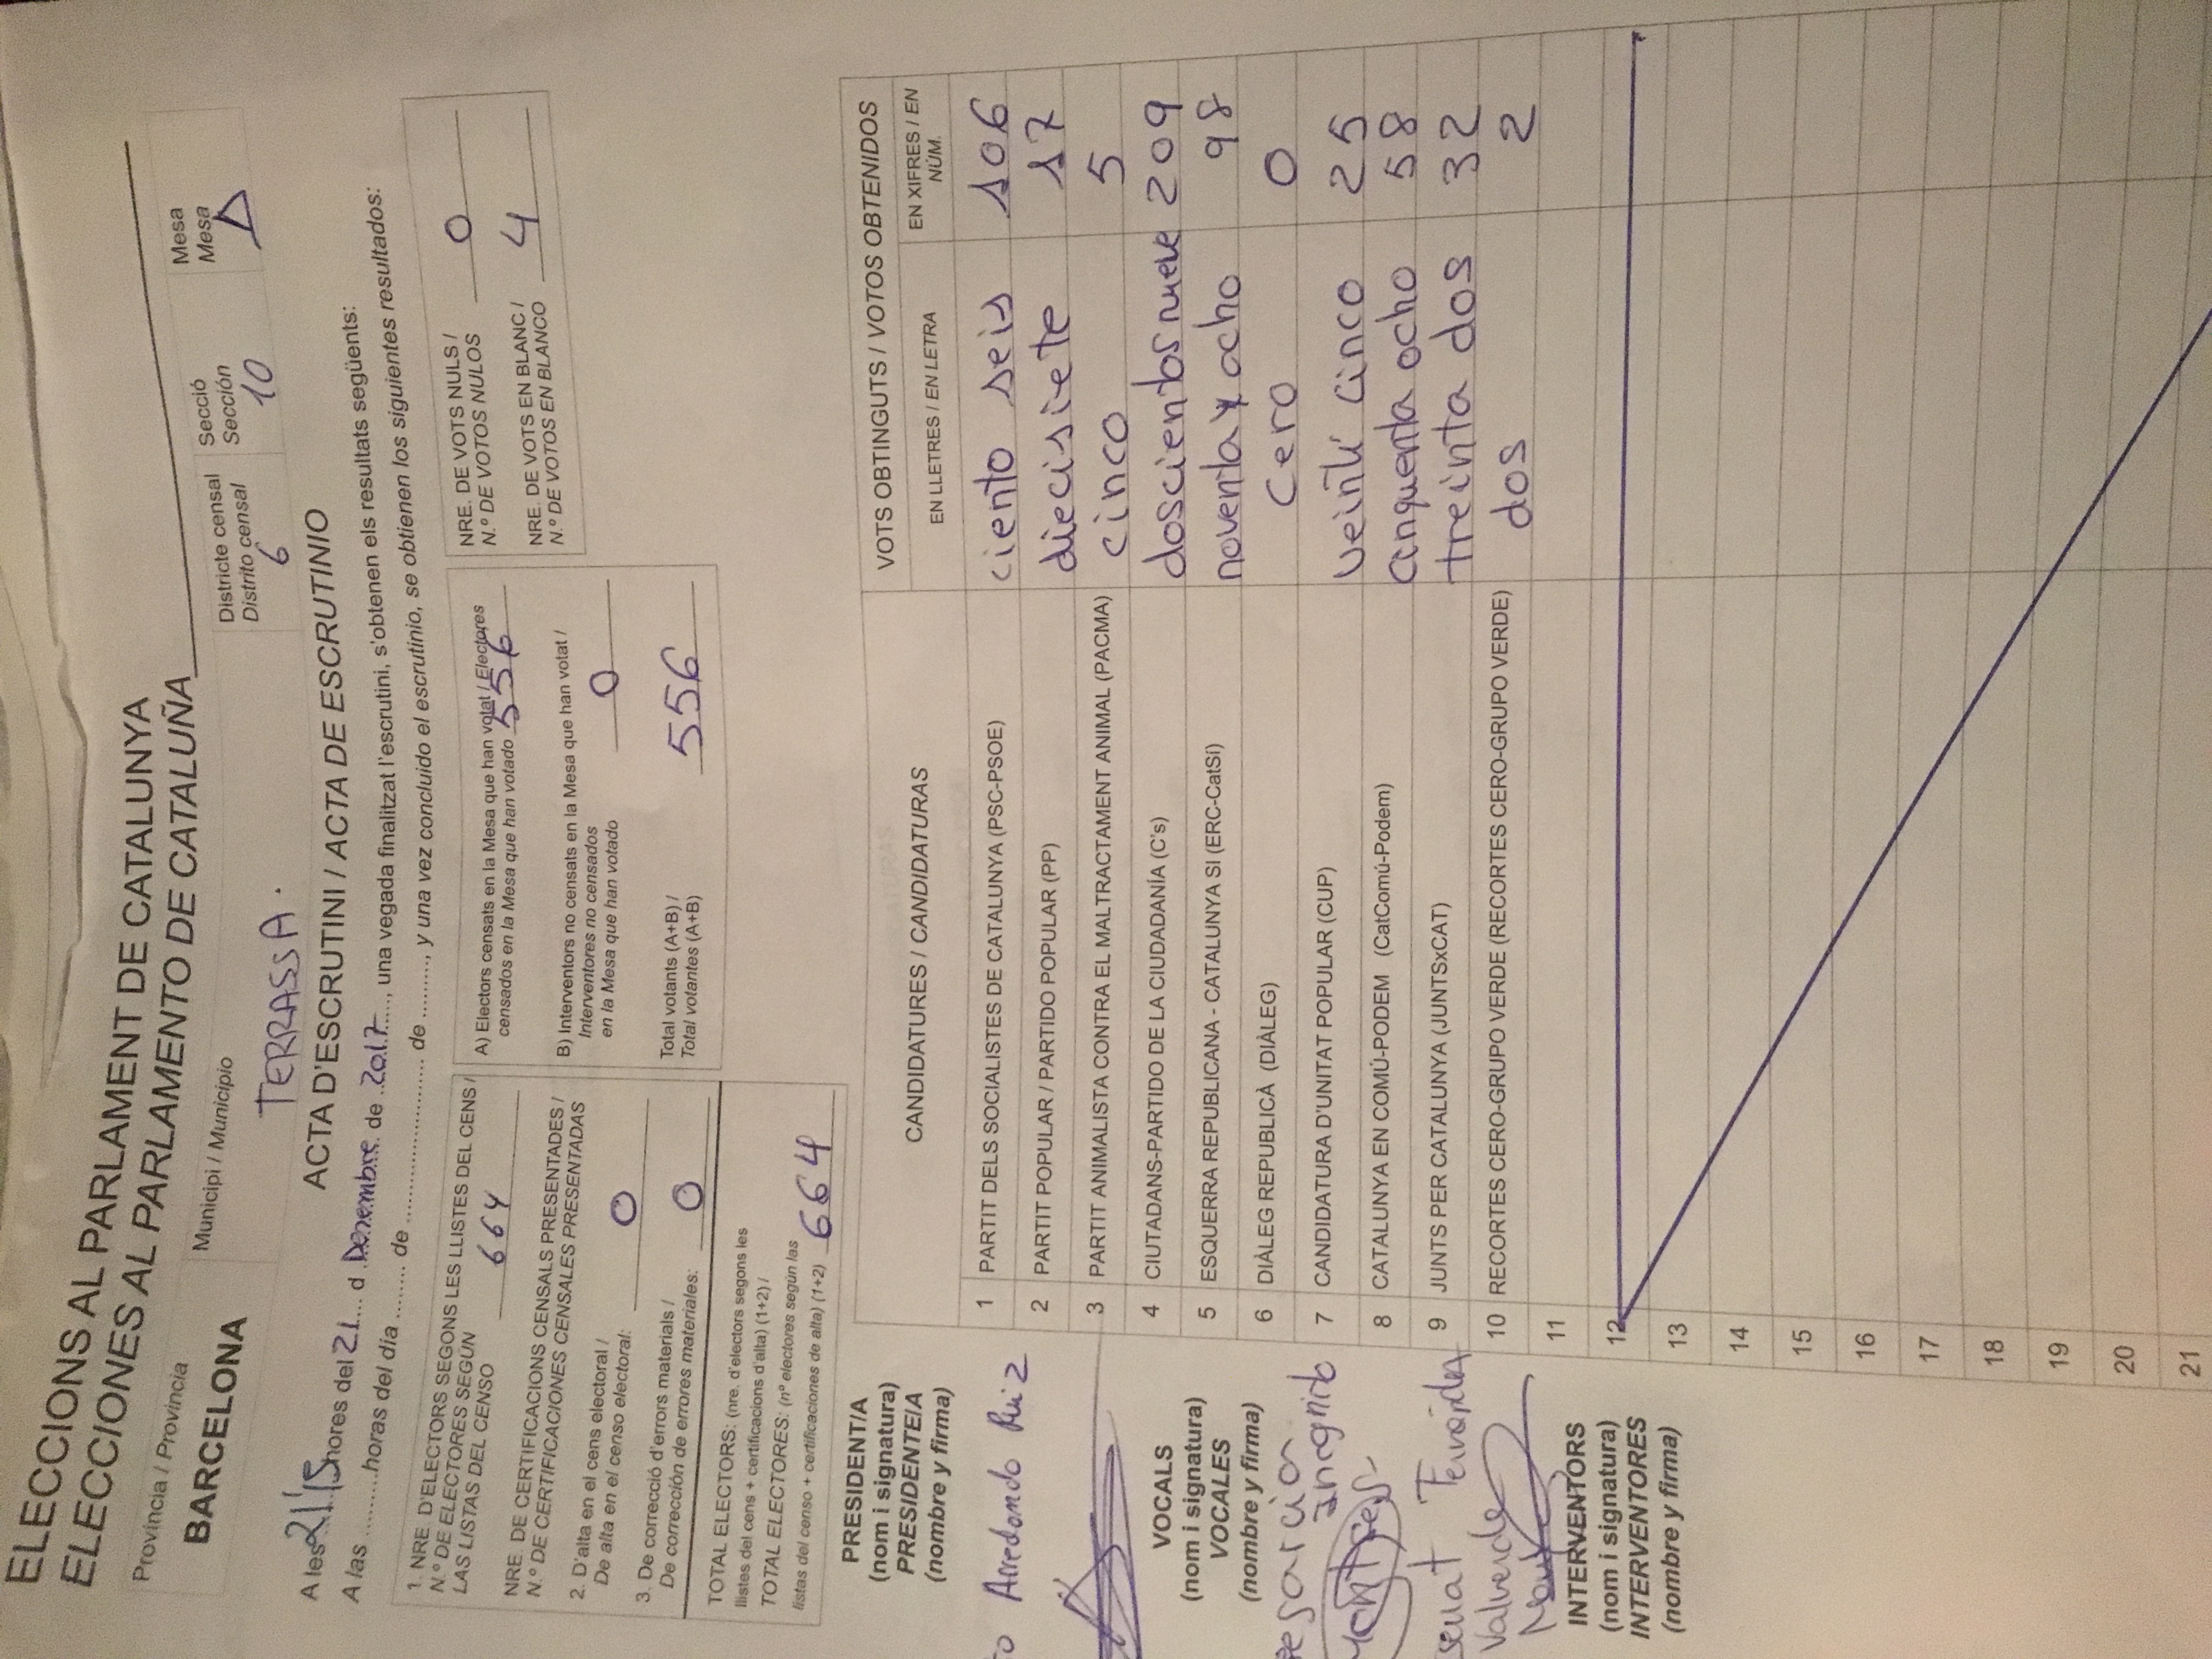 ELECCIONS AL PARLAMENT DE CATALUNYA
ELECCIONES AL PARLAMENTO DE CATALUÑA
Província / Provincia
BARCELONA
Municipi / Municipio
TERRASSA.
Districte censal
Distrito censal
6
Secció
Sección
10
Mesa
Mesa
ACTA D'ESCRUTINI / ACTA DE ESCRUTINIO
A les 21'15 hores del 21 d de 2017, una vegada finalitzat l'escrutini, s'obtenen els resultats següents:
A las ......... horas del día ........ de ........................ de ........, y una vez concluido el escrutinio, se obtienen los siguientes resultados:
1. NRE. D'ELECTORS SEGONS LES LLISTES DEL CENS /
N.º DE ELECTORES SEGÚN
LAS LISTAS DEL CENSO 664
NRE. DE CERTIFICACIONS CENSALS PRESENTADES /
N.º DE CERTIFICACIONES CENSALES PRESENTADAS
2. D'alta en el cens electoral /
De alta en el censo electoral: 0
3. De correcció d'errors materials /
De corrección de errores materiales: 0
TOTAL ELECTORS: (nre. d'electors segons les
llistes del cens + certificacions d'alta) (1+2) /
TOTAL ELECTORES: (nº electores según las
listas del censo + certificaciones de alta) (1+2) 664
A) Electors censats en la Mesa que han votat / Electores
censados en la Mesa que han votado 556
B) Interventors no censats en la Mesa que han votat /
Interventores no censados
en la Mesa que han votado 0
Total votants (A+B) /
Total votantes (A+B) 556
NRE. DE VOTS NULS /
N.º DE VOTOS NULOS 0
NRE. DE VOTS EN BLANC /
N.º DE VOTOS EN BLANCO 4
PRESIDENT/A
(nom i signatura)
PRESIDENTE/A
(nombre y firma)
Arredondo Ruiz
VOCALS
(nom i signatura)
VOCALES
(nombre y firma)
Valverde
INTERVENTORS
(nom i signatura)
INTERVENTORES
(nombre y firma)
CANDIDATURES / CANDIDATURAS
VOTS OBTINGUTS / VOTOS OBTENIDOS
EN LLETRES / EN LETRA
EN XIFRES / EN
NÚM.
1 PARTIT DELS SOCIALISTES DE CATALUNYA (PSC-PSOE) ciento seis 106
2 PARTIT POPULAR / PARTIDO POPULAR (PP) diecisiete 17
3 PARTIT ANIMALISTA CONTRA EL MALTRACTAMENT ANIMAL (PACMA) cinco 5
4 CIUTADANS-PARTIDO DE LA CIUDADANÍA (C's) doscientos nueve 209
5 ESQUERRA REPUBLICANA - CATALUNYA SI (ERC-CatSí) noventa y ocho 98
6 DIÀLEG REPUBLICÀ (DIÀLEG) cero 0
7 CANDIDATURA D'UNITAT POPULAR (CUP) veinti cinco 25
8 CATALUNYA EN COMÚ-PODEM (CatComú-Podem) cinquenta ocho 58
9 JUNTS PER CATALUNYA (JUNTSxCAT) treinta dos 32
10 RECORTES CERO-GRUPO VERDE (RECORTES CERO-GRUPO VERDE) dos 2
11
12
13
14
15
16
17
18
19
20
21